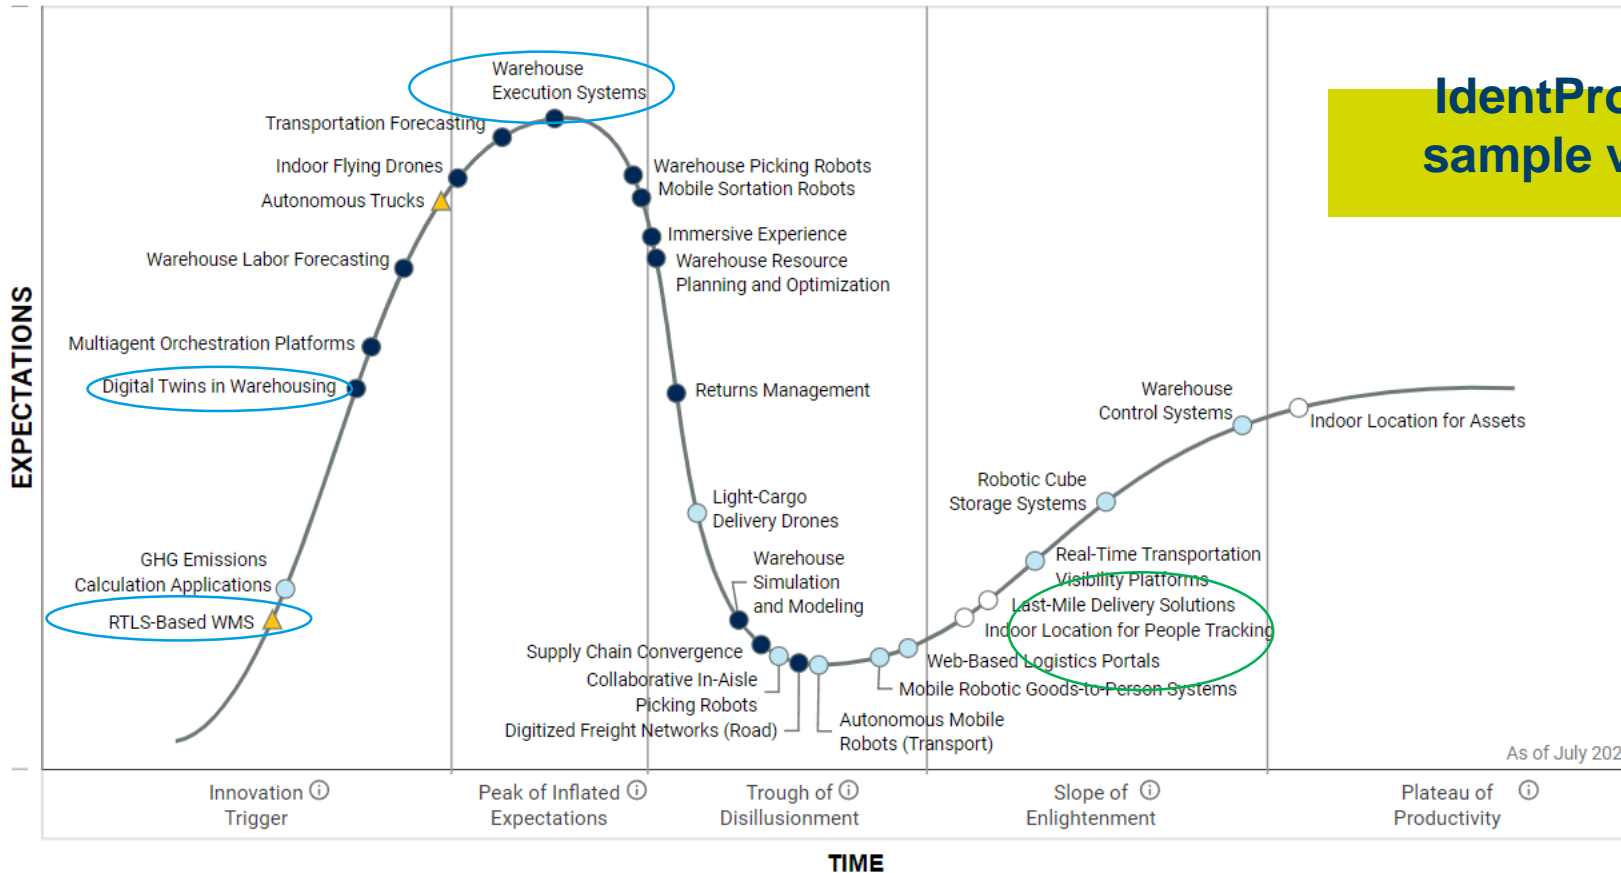 Warehouse
Execution Systems
IdentPro
sample v
Transportation Forecasting
Indoor Flying Drones
Autonomous Trucks
Warehouse Picking Robots
Mobile Sortation Robots
Immersive Experience
Warehouse Resource
Planning and Optimization
Warehouse Labor Forecasting
Multiagent Orchestration Platforms
Digital Twins in Warehousing
Returns Management
Warehouse
Control Systems
Indoor Location for Assets
Robotic Cube
Storage Systems
Light-Cargo
Delivery Drones
GHG Emissions
Calculation Applications
RTLS-Based WMS
Warehouse
Simulation
and Modeling
Real-Time Transportation
Visibility Platforms
Last-Mile Delivery Solutions
Indoor Location for People Tracking
Supply Chain Convergence
Collaborative In-Aisle
Picking Robots
Digitized Freight Networks (Road)
Web-Based Logistics Portals
Mobile Robotic Goods-to-Person Systems
Autonomous Mobile
Robots (Transport)
As of July 202
EXPECTATIONS
Innovation
Trigger
Peak of Inflated
Expectations
Trough of
Disillusionment
Slope of
Enlightenment
Plateau of
Productivity
TIME